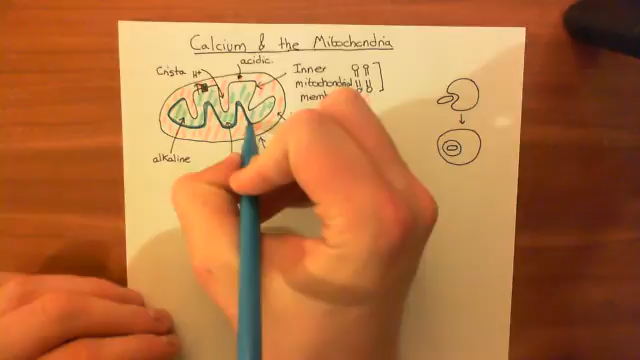 Calcium & the Mitochondria
acidic.
Crista H+
Inner
mitochondrial
alkaline